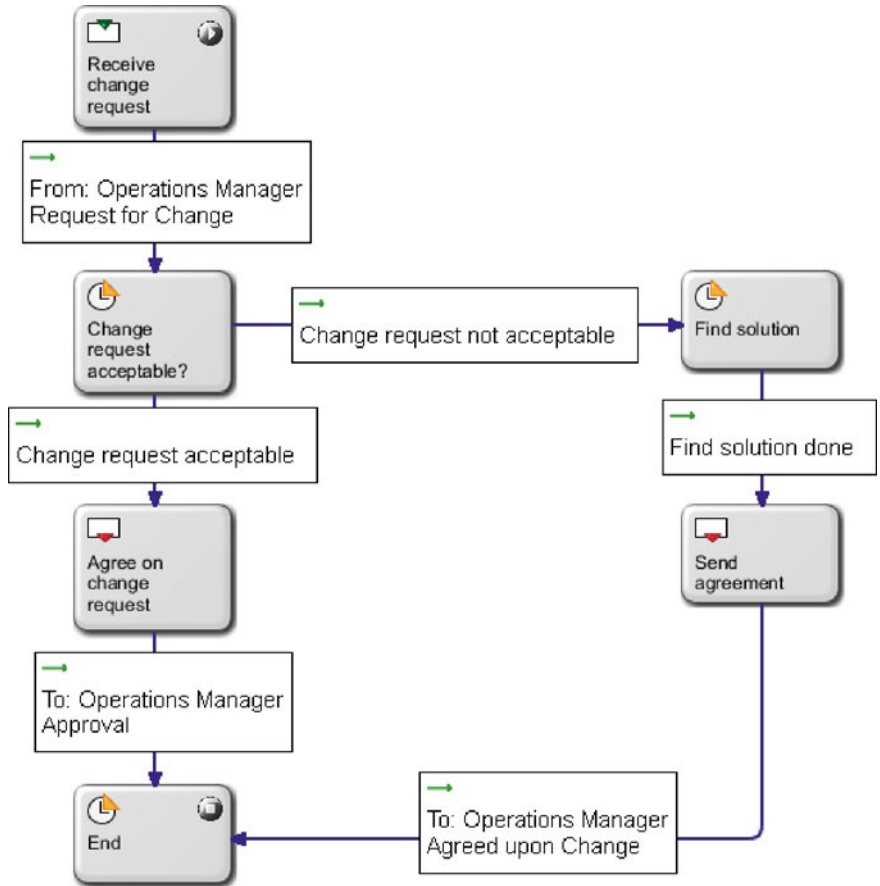 Receive
change
request
From: Operations Manager
Request for Change
Change
request
acceptable?
Change request not acceptable
Find solution
Change request acceptable
Find solution done
Agree on
change
request
Send
agreement
To: Operations Manager
Approval
To: Operations Manager
Agreed upon Change
End